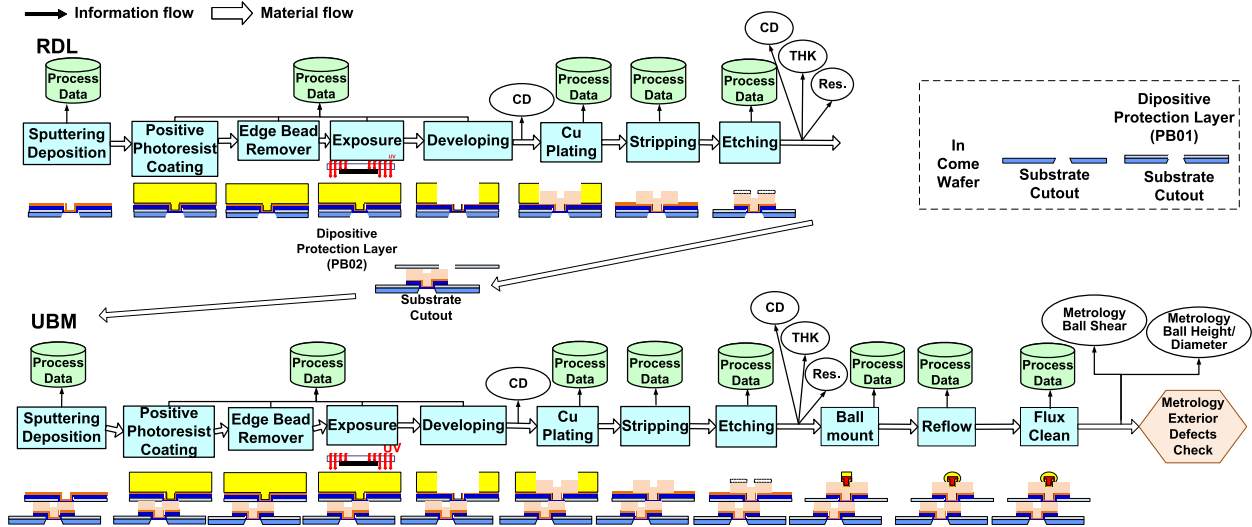 Information flow
Material flow
RDL
Process
Data
Process
Data
CD
Process
Data
Process
Data
Process
Data
CD
THK
Res.
Sputtering
Deposition
Positive
Photoresist
Coating
Edge Bead
Remover
Exposure
UV
Developing
Cu
Plating
Stripping
Etching
In
Come
Wafer
Substrate
Cutout
Dipositive
Protection Layer
(PB01)
Substrate
Cutout
Dipositive
Protection Layer
(PB02)
Substrate
Cutout
UBM
Process
Data
Process
Data
CD
Process
Data
Process
Data
Process
Data
CD
THK
Res.
Process
Data
Process
Data
Process
Data
Metrology
Ball Shear
Metrology
Ball Height/
Diameter
Sputtering
Deposition
Positive
Photoresist
Coating
Edge Bead
Remover
Exposure
UV
Developing
Cu
Plating
Stripping
Etching
Ball
mount
Reflow
Flux
Clean
Metrology
Exterior
Defects
Check